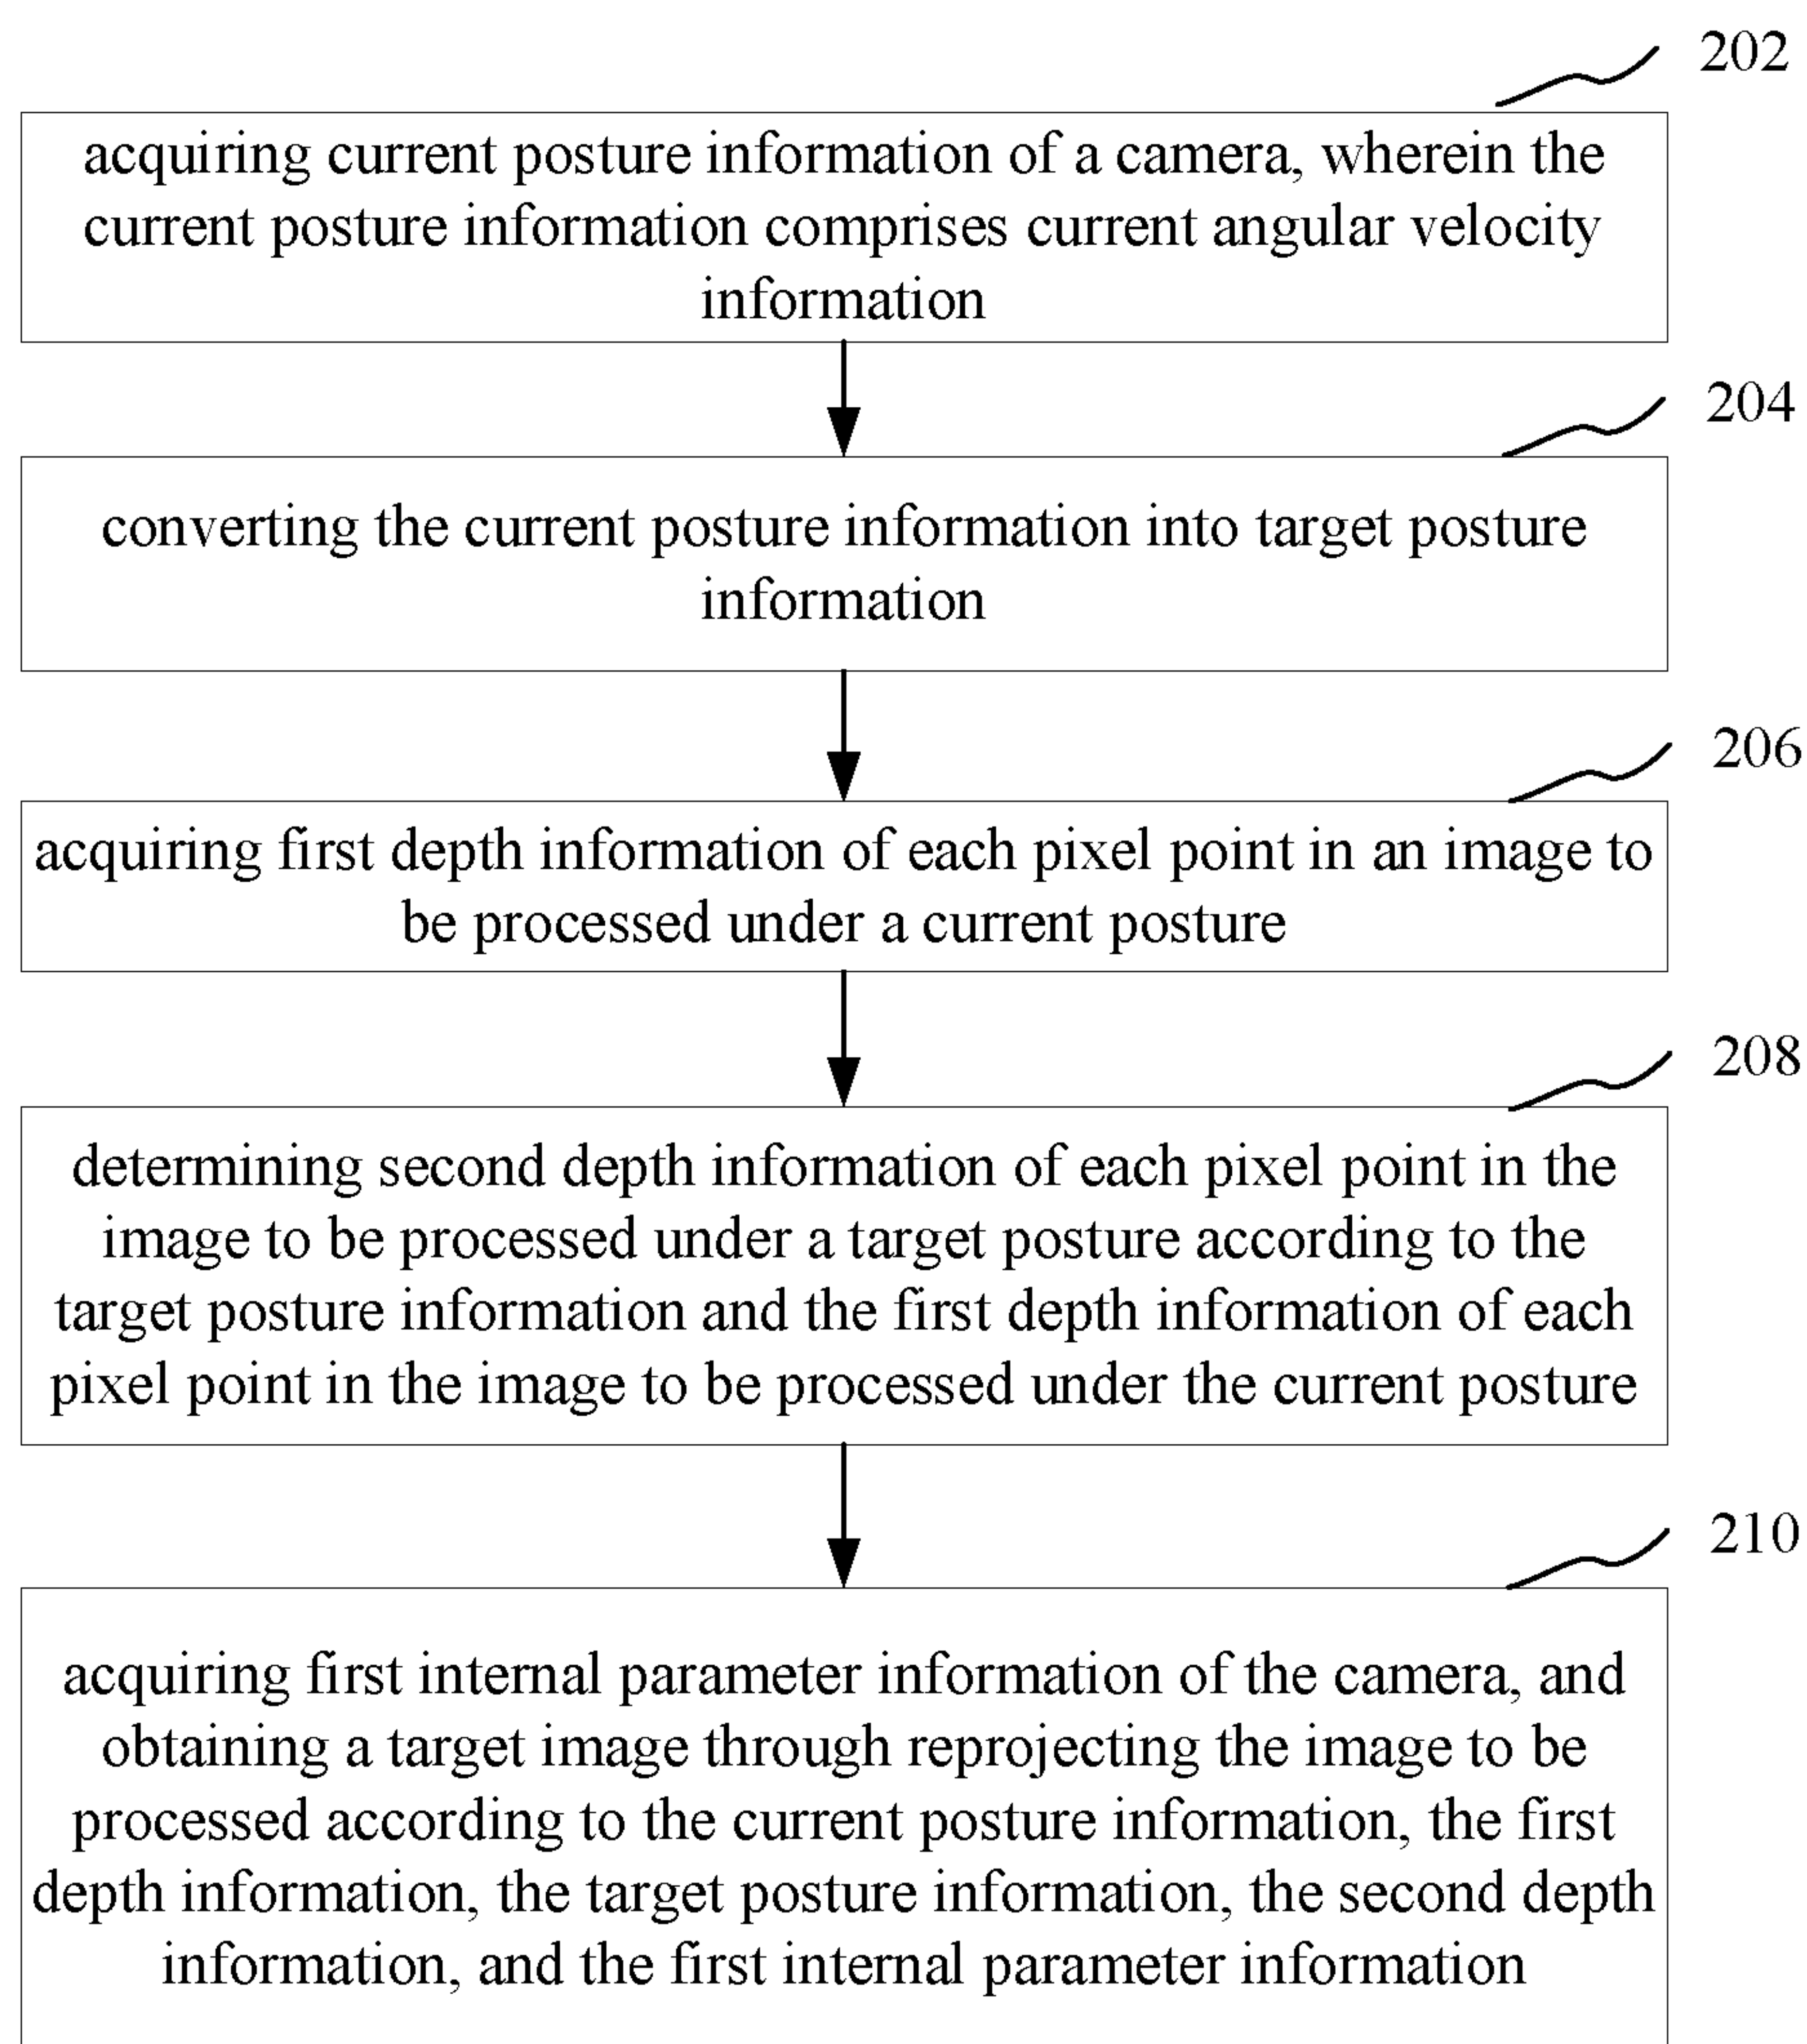 202
acquiring current posture information of a camera, wherein the
current posture information comprises current angular velocity
information
204
converting the current posture information into target posture
information
206
acquiring first depth information of each pixel point in an image to
be processed under a current posture
208
determining second depth information of each pixel point in the
image to be processed under a target posture according to the
target posture information and the first depth information of each
pixel point in the image to be processed under the current posture
210
acquiring first internal parameter information of the camera, and
obtaining a target image through reprojecting the image to be
processed according to the current posture information, the first
depth information, the target posture information, the second depth
information, and the first internal parameter information